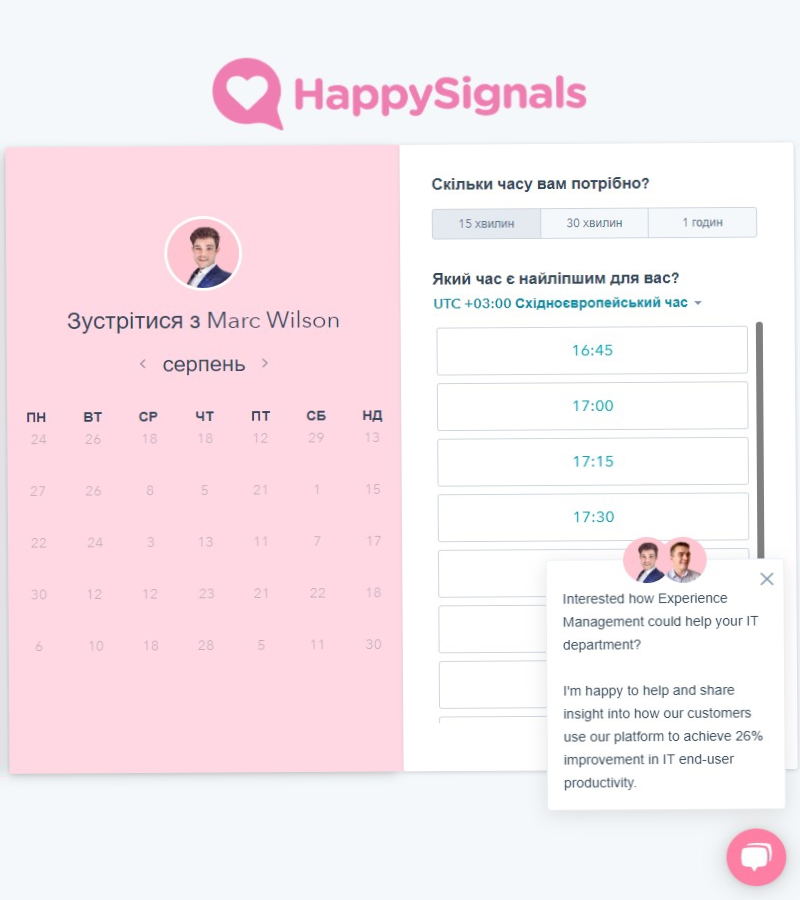 HappySignals
Зустрітися з Marc Wilson
серпень
ПН ВТ СР ЧТ ПТ СБ НД
24 26 18 18 12 29 13
27 26 8 5 21 1 15
22 24 3 13 11 7 17
30 12 12 23 21 22 18
6 10 18 28 5 11 30
Скільки часу вам потрібно?
15 хвилин 30 хвилин 1 годин
Який час є найліпшим для вас?
UTC +03:00 Східноєвропейський час
16:45
17:00
17:15
17:30
Interested how Experience
Management could help your IT
department?
I'm happy to help and share
insight into how our customers
use our platform to achieve 26%
improvement in IT end-user
productivity.